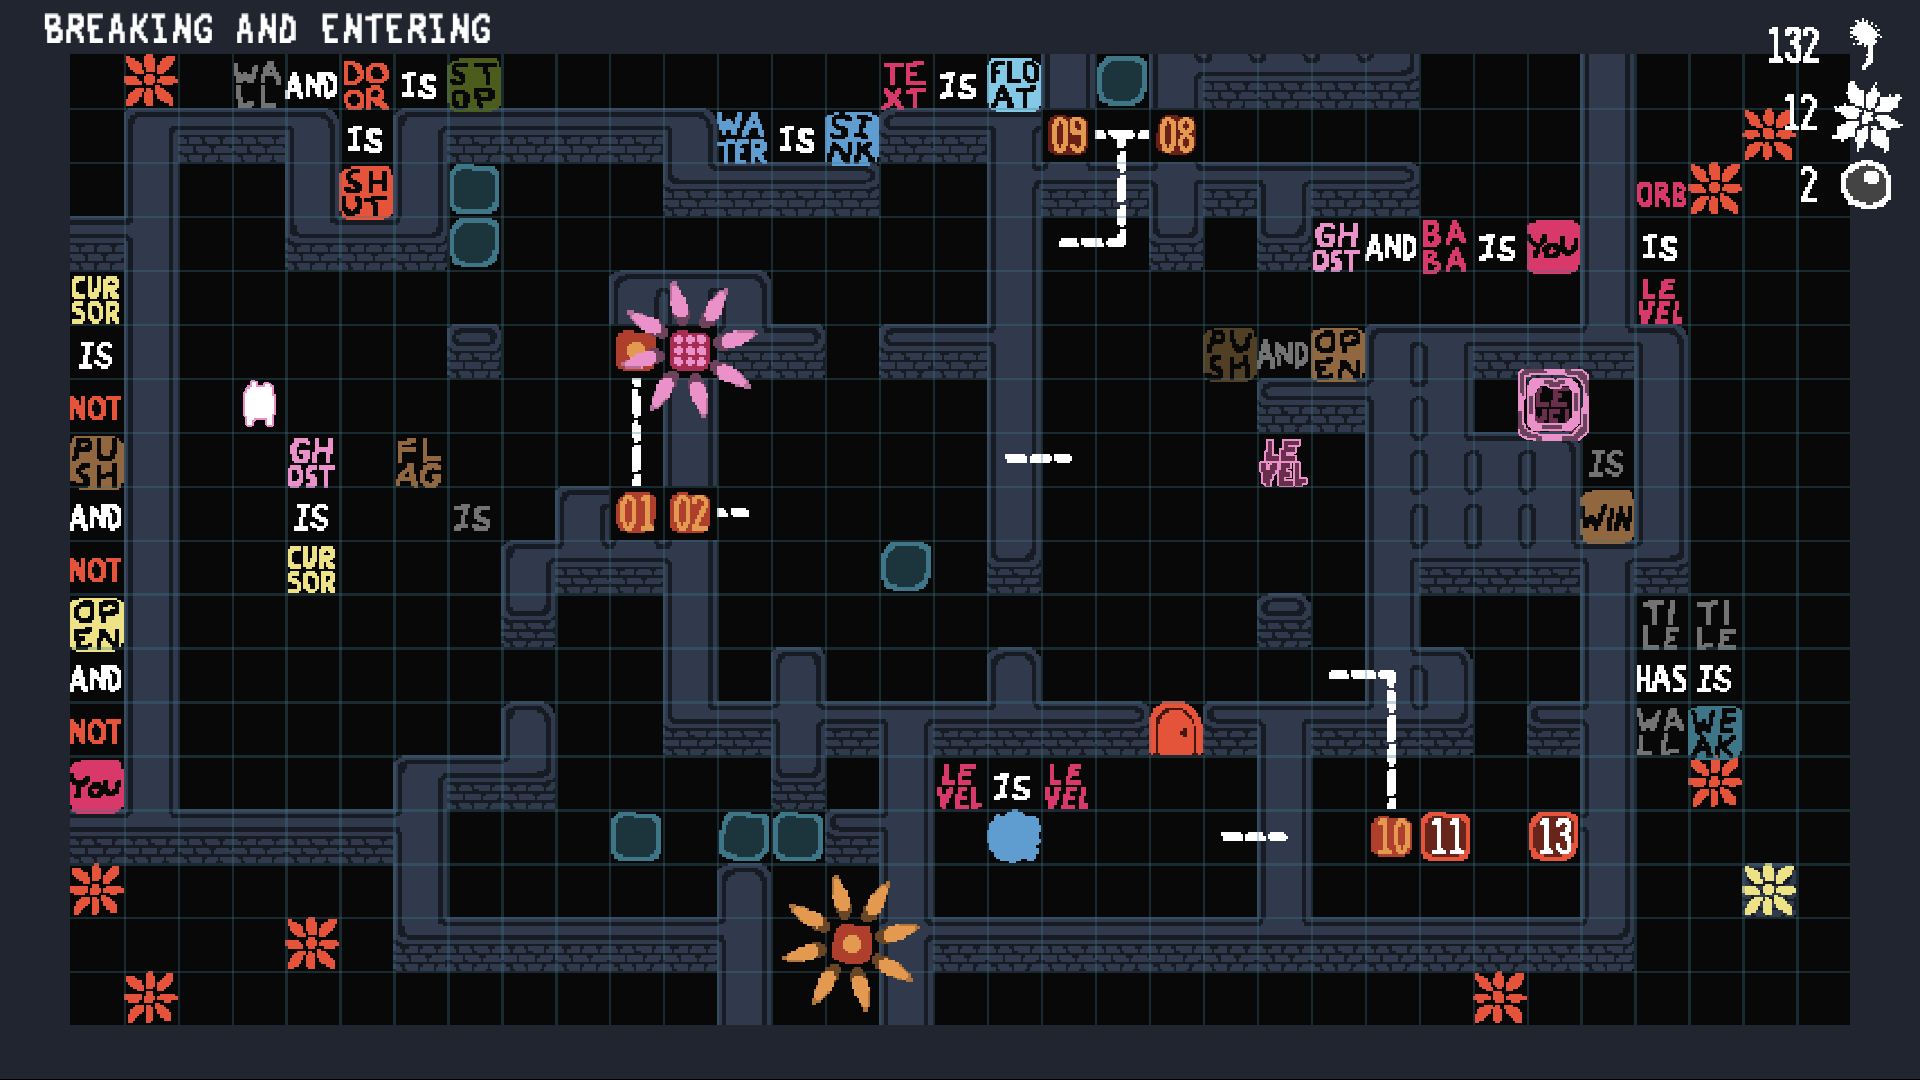 BREAKING AND ENTERING
132
12
2
WALL AND DOOR IS STOP
IS
SHUT
TEXT IS FLOAT
WATER IS SINK
09 08
ORB
IS
LEVEL
GHOST AND BABA IS YOU
CURSOR
IS
NOT
PUSH
AND
NOT
OPEN
AND
NOT
YOU
PUSH AND OPEN
LEVEL
IS
WIN
GHOST
IS
CURSOR
FLAG
IS
LEVEL
01 02
TILE TILE
HAS IS
WALL WEAK
LEVEL IS LEVEL
10 11 13